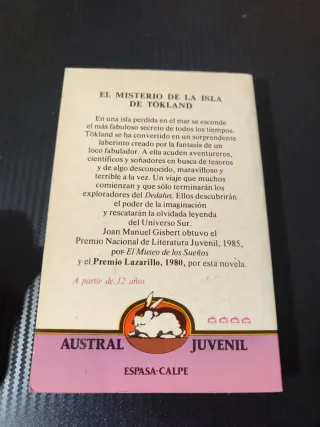 EL MISTERIO DE LA ISLA
DE TÖKLAND
En una isla perdida en el mar se esconde
el más fabuloso secreto de todos los tiempos.
Tökland se ha convertido en un sorprendente
laberinto creado por la fantasía de un
loco fabulador. A ella acuden aventureros,
científicos y soñadores en busca de tesoros
y de algo desconocido, maravilloso y
terrible a la vez. Un viaje que muchos
comienzan y que sólo terminarán los
exploradores del Dédalus. Ellos descubrirán
el poder de la imaginación
y rescatarán la olvidada leyenda
del Universo Sur.
Joan Manuel Gisbert obtuvo el
Premio Nacional de Literatura Juvenil, 1985,
por El Museo de los Sueños
y el Premio Lazarillo, 1980, por esta novela.
A partir de 12 años
AUSTRAL JUVENIL
ESPASA-CALPE